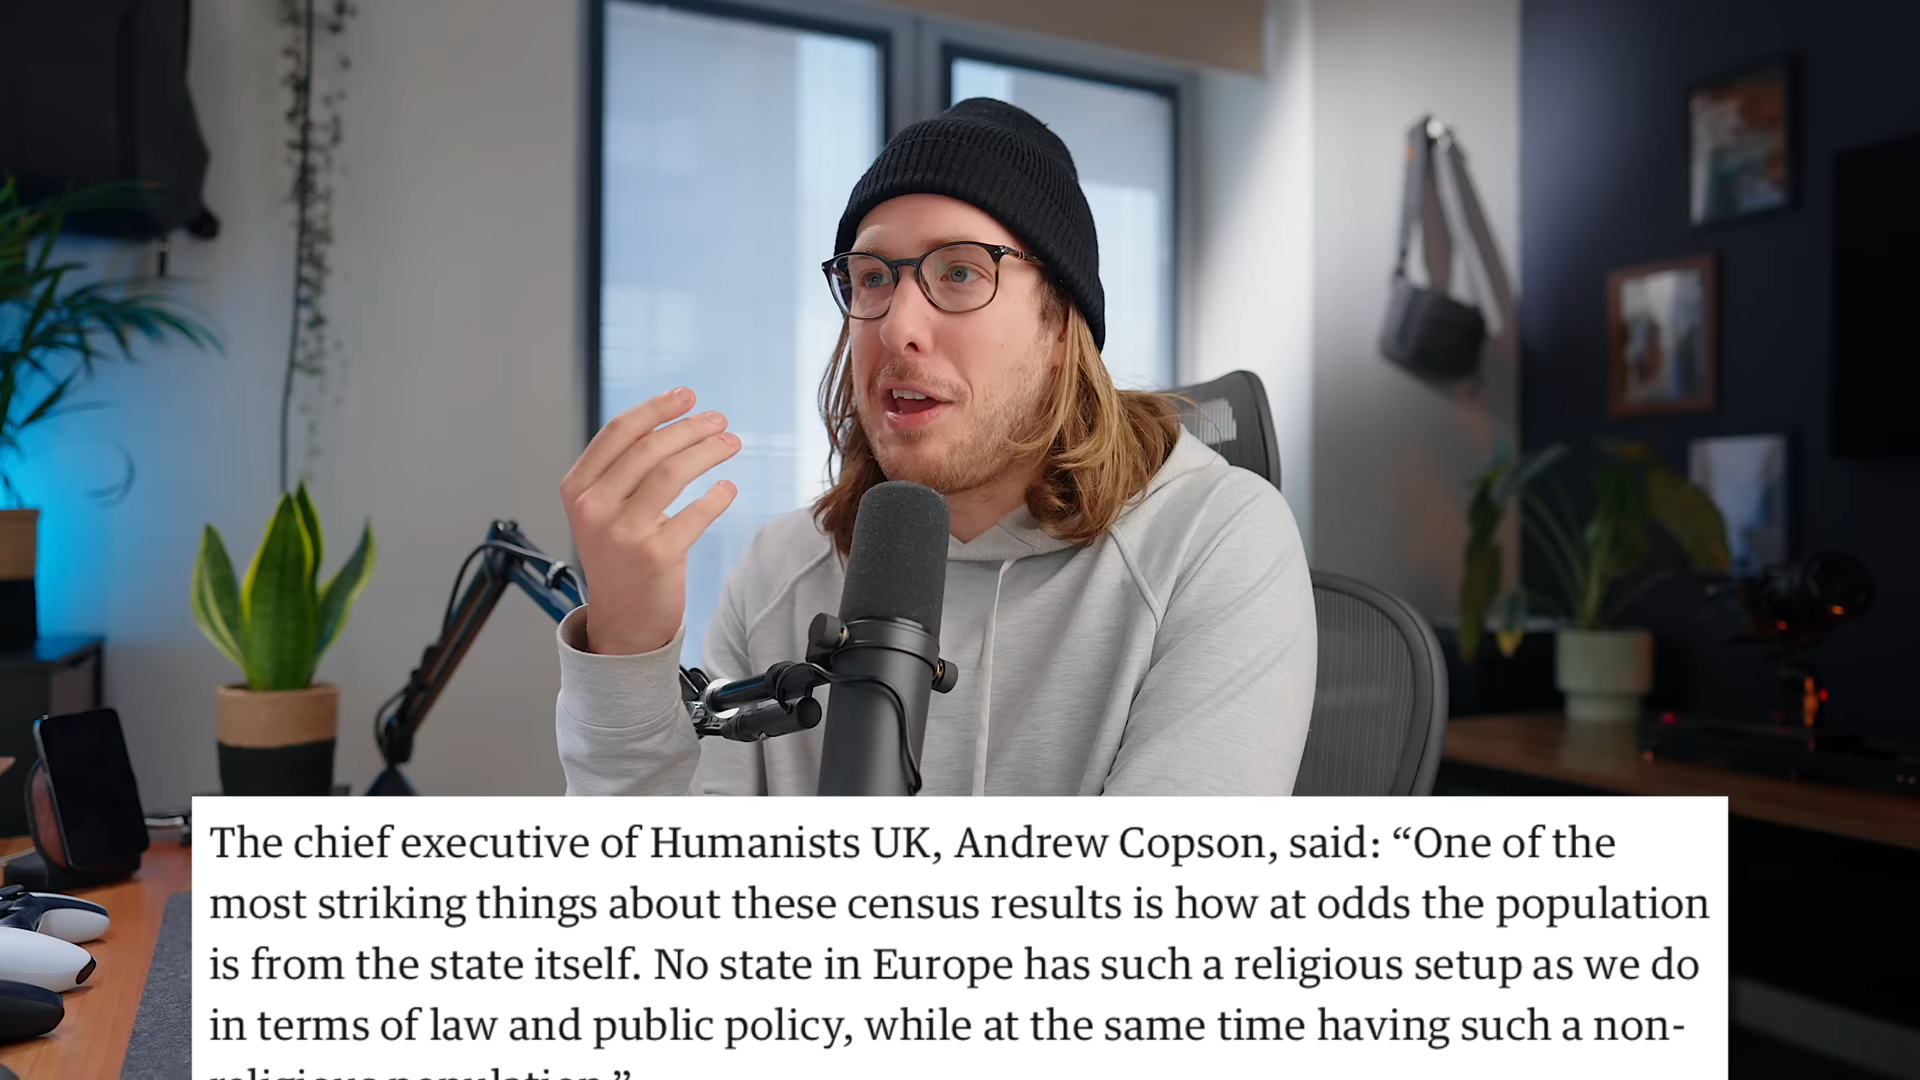 The chief executive of Humanists UK, Andrew Copson, said: “One of the
most striking things about these census results is how at odds the population
is from the state itself. No state in Europe has such a religious setup as we do
in terms of law and public policy, while at the same time having such a non-
religious population.”